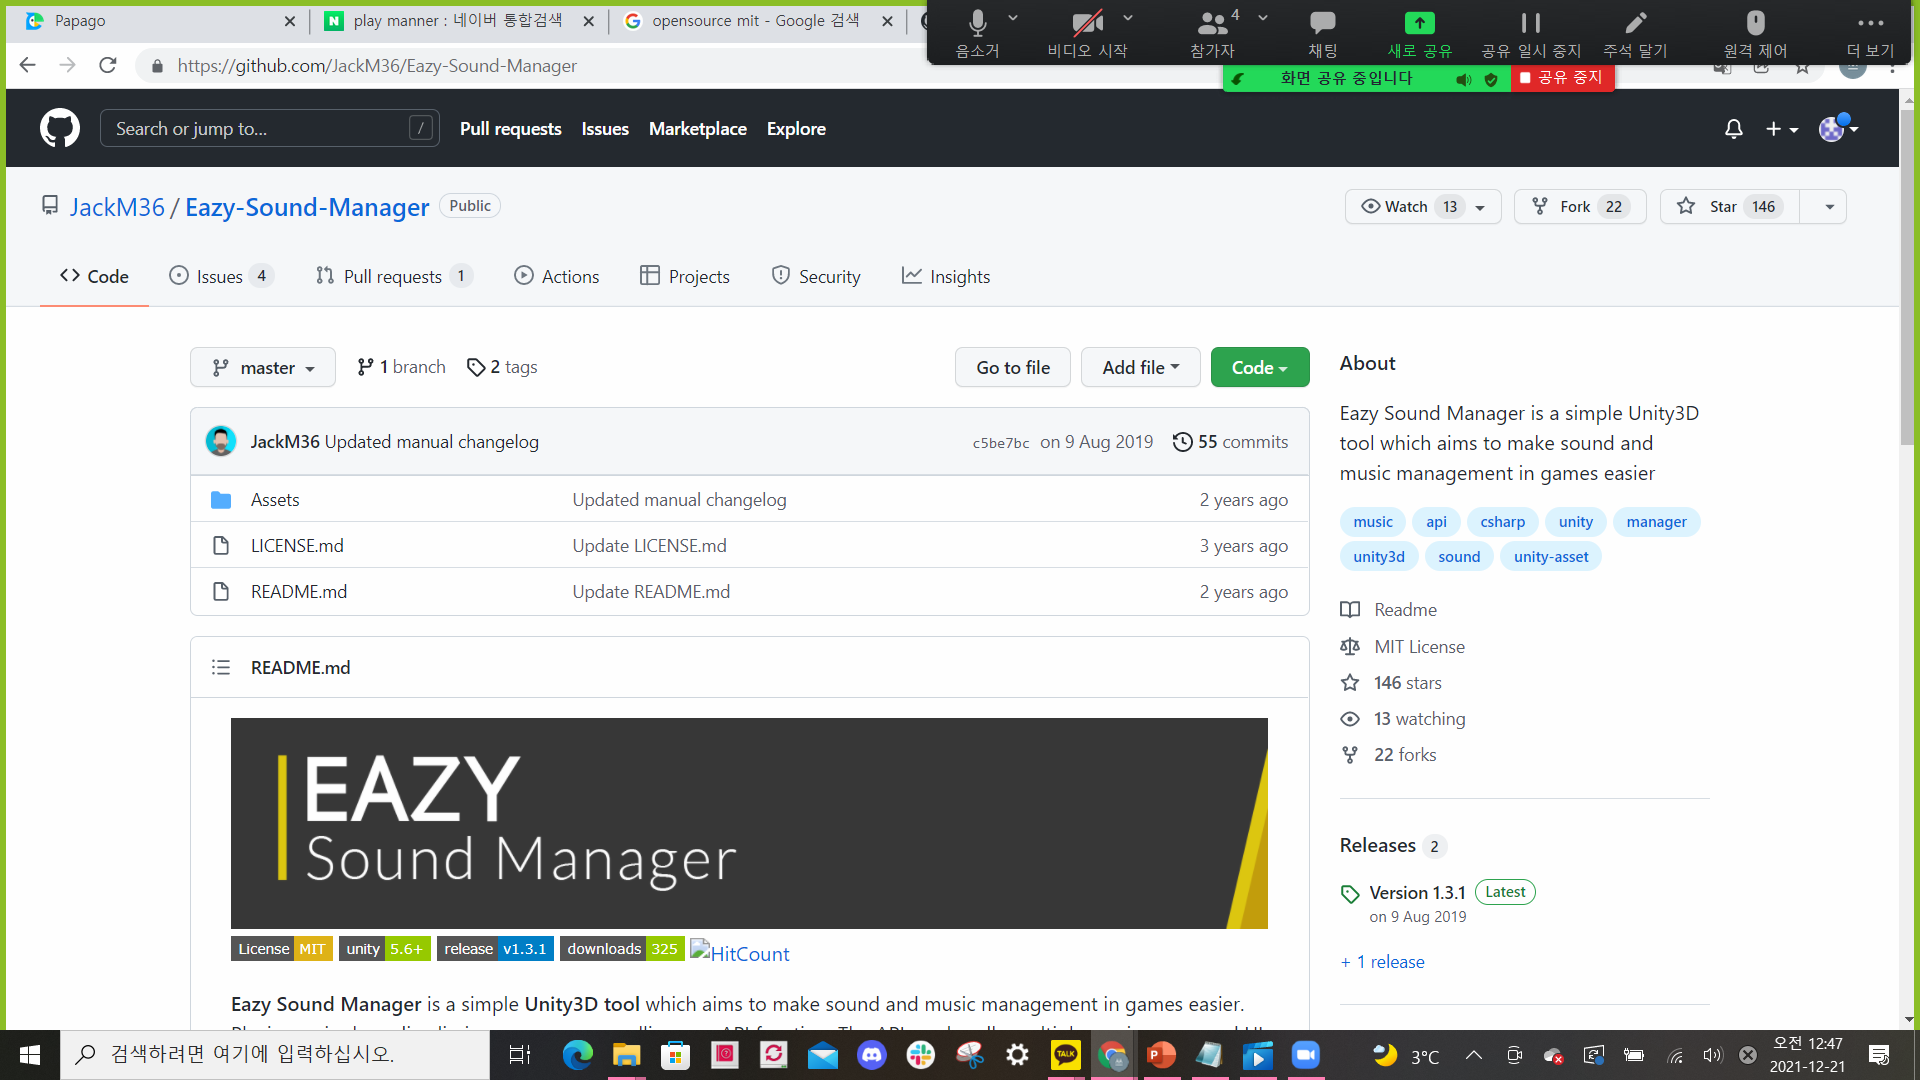 Papago
play manner : 네이버 통합검색
opensource mit - Google 검색
음소거
비디오 시작
4
참가자
채팅
새로 공유
공유 일시 중지
주석 달기
원격 제어
더 보기
https://github.com/JackM36/Eazy-Sound-Manager
화면 공유 중입니다
공유 중지
Search or jump to...
/
Pull requests
Issues
Marketplace
Explore
JackM36 / Eazy-Sound-Manager
Public
Watch 13
Fork 22
Star 146
Code
Issues 4
Pull requests 1
Actions
Projects
Security
Insights
master
1 branch
2 tags
Go to file
Add file
Code
JackM36 Updated manual changelog
c5be7bc on 9 Aug 2019
55 commits
Assets
Updated manual changelog
2 years ago
LICENSE.md
Update LICENSE.md
3 years ago
README.md
Update README.md
2 years ago
README.md
EAZY
Sound Manager
License MIT
unity 5.6+
release v1.3.1
downloads 325
HitCount
Eazy Sound Manager is a simple Unity3D tool which aims to make sound and music management in games easier.
About
Eazy Sound Manager is a simple Unity3D
tool which aims to make sound and
music management in games easier
music api csharp unity manager
unity3d sound unity-asset
Readme
MIT License
146 stars
13 watching
22 forks
Releases 2
Version 1.3.1 Latest
on 9 Aug 2019
+ 1 release
검색하려면 여기에 입력하십시오.
TALK
3°C
오전 12:47
2021-12-21